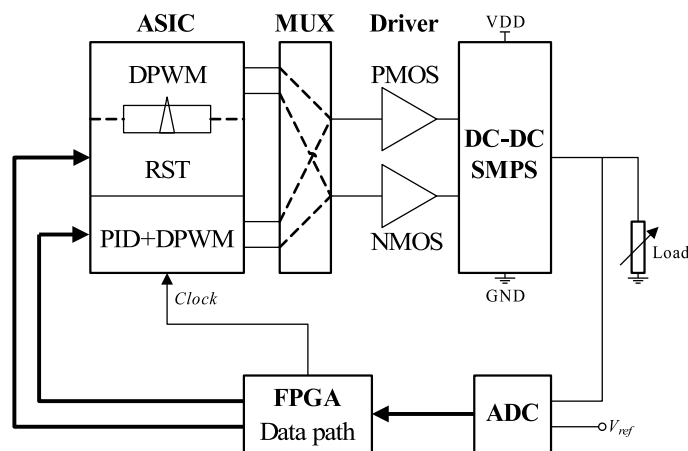 ASIC
MUX
Driver
VDD
DPWM
RST
PID+DPWM
PMOS
NMOS
DC-DC
SMPS
GND
Load
Clock
FPGA
Data path
ADC
Vref